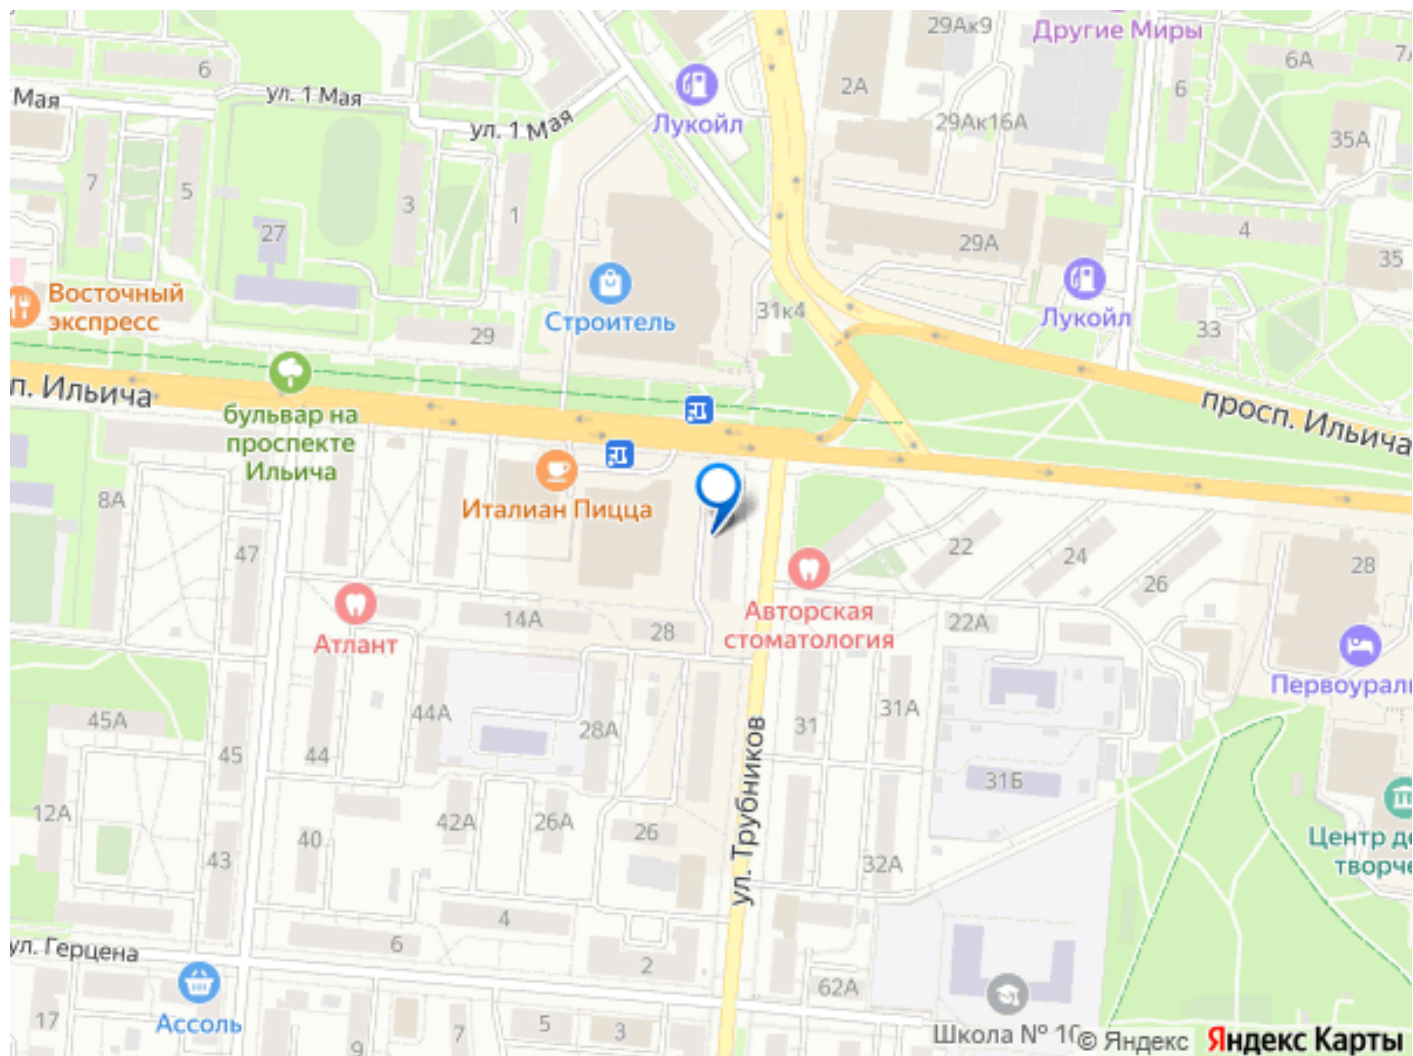 29Ак9
Другие Миры
6
ул. 1 Мая
Мая
ул. 1 Мая
Лукойл
2А
29Ак16А
6А
7
6
35А
7
5
3
1
27
29А
4
35
Восточный
экспресс
Строитель
31к4
Лукойл
33
29
п. Ильича
бульвар на
проспекте
Ильича
просп. Ильича
8А
Италиан Пицца
47
22
24
26
28
Атлант
14А
28
Авторская
стоматология
22А
Первоурал
45А
44А
28А
31
31А
45
44
ул. Трубников
31Б
12А
40
42А
26А
26
Центр де
творче
43
32А
4
ул. Герцена
6
2
62А
Ассоль
17
9
7
5
3
Школа № 10
© Яндекс
Яндекс Карты